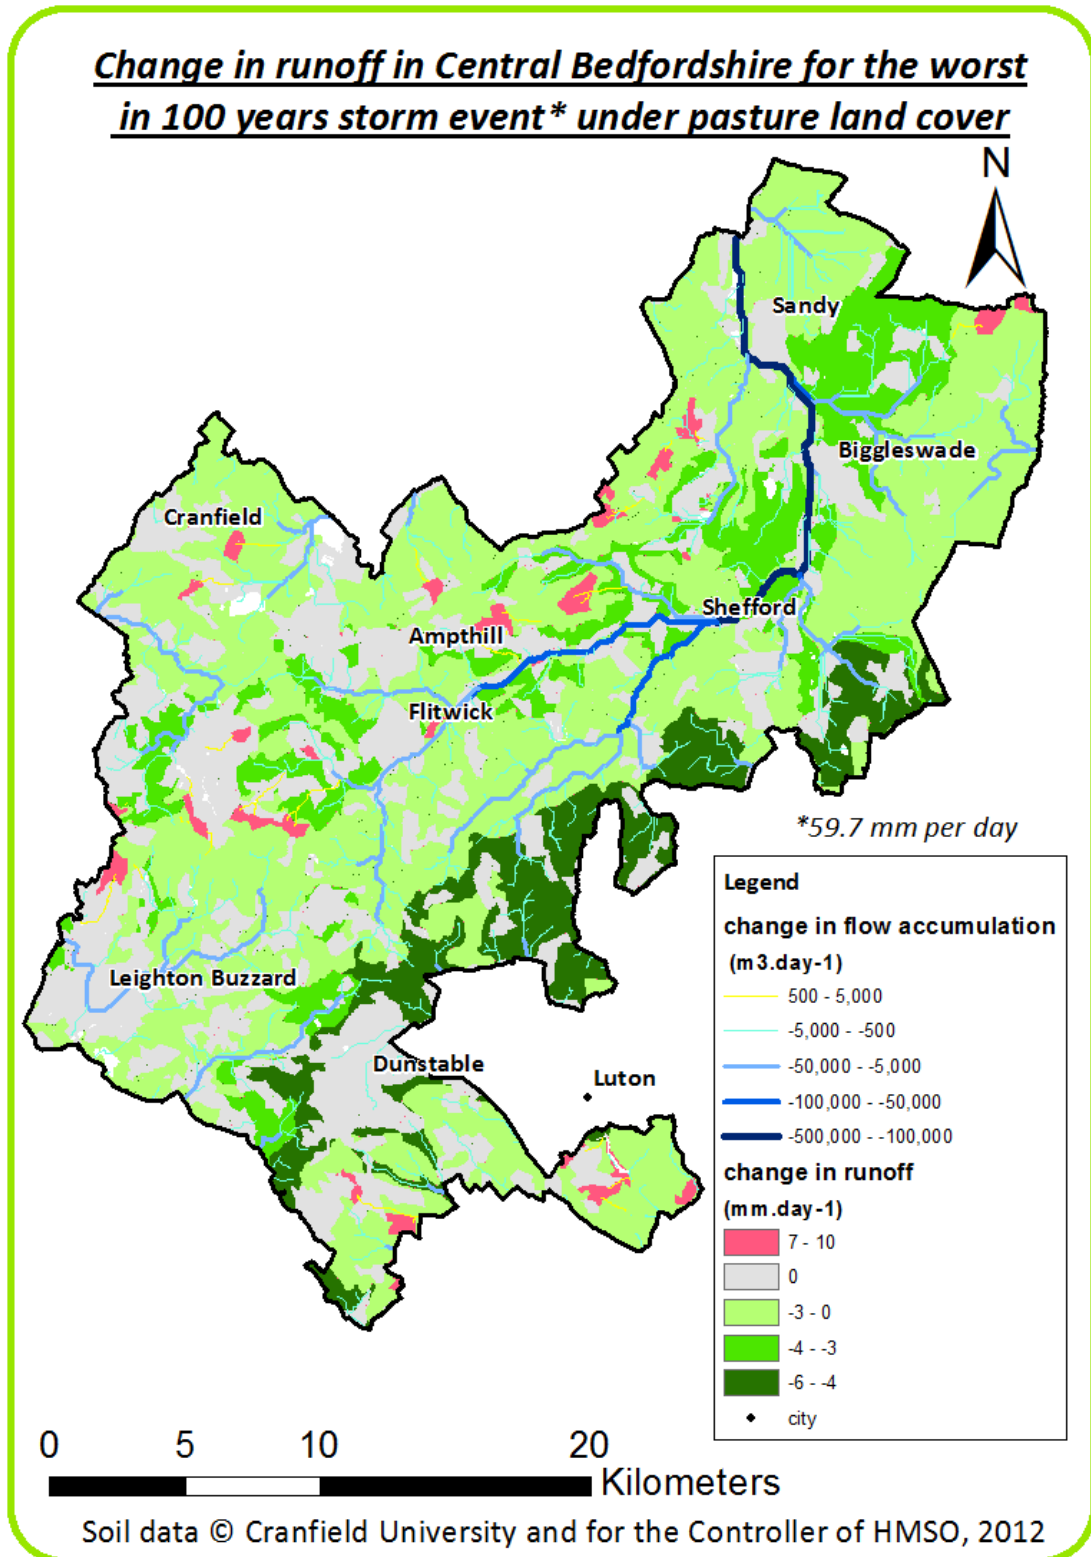 Change in runoff in Central Bedfordshire for the worst
in 100 years storm event* under pasture land cover
N
Sandy
Biggleswade
Cranfield
Shefford
Ampthill
Flitwick
*59.7 mm per day
Leighton Buzzard
Dunstable
Luton
Legend
change in flow accumulation
(m3.day-1)
500 - 5,000
-5,000 - -500
-50,000 - -5,000
-100,000 - -50,000
-500,000 - -100,000
change in runoff
(mm.day-1)
7 - 10
0
-3 - 0
-4 - -3
-6 - -4
city
0 5 10 20
Kilometers
Soil data © Cranfield University and for the Controller of HMSO, 2012